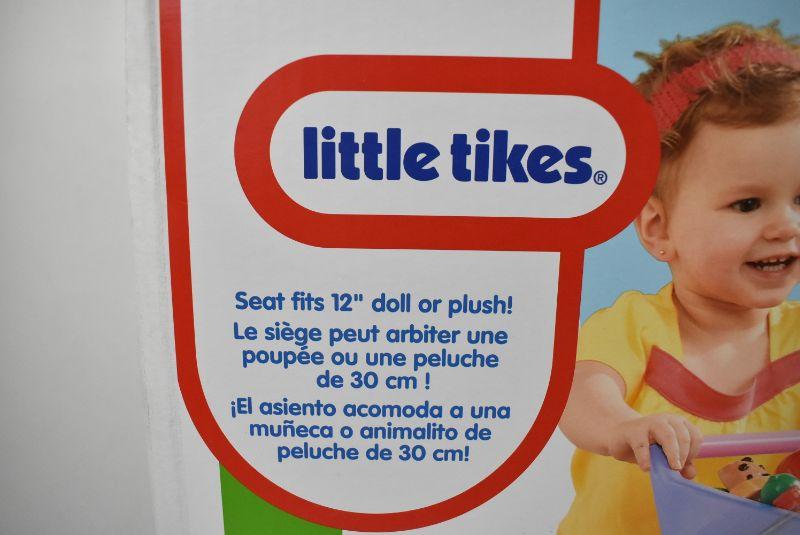 little tikes®
Seat fits 12" doll or plush!
Le siège peut arbiter une
poupée ou une peluche
de 30 cm !
¡El asiento acomoda a una
muñeca o animalito de
peluche de 30 cm!